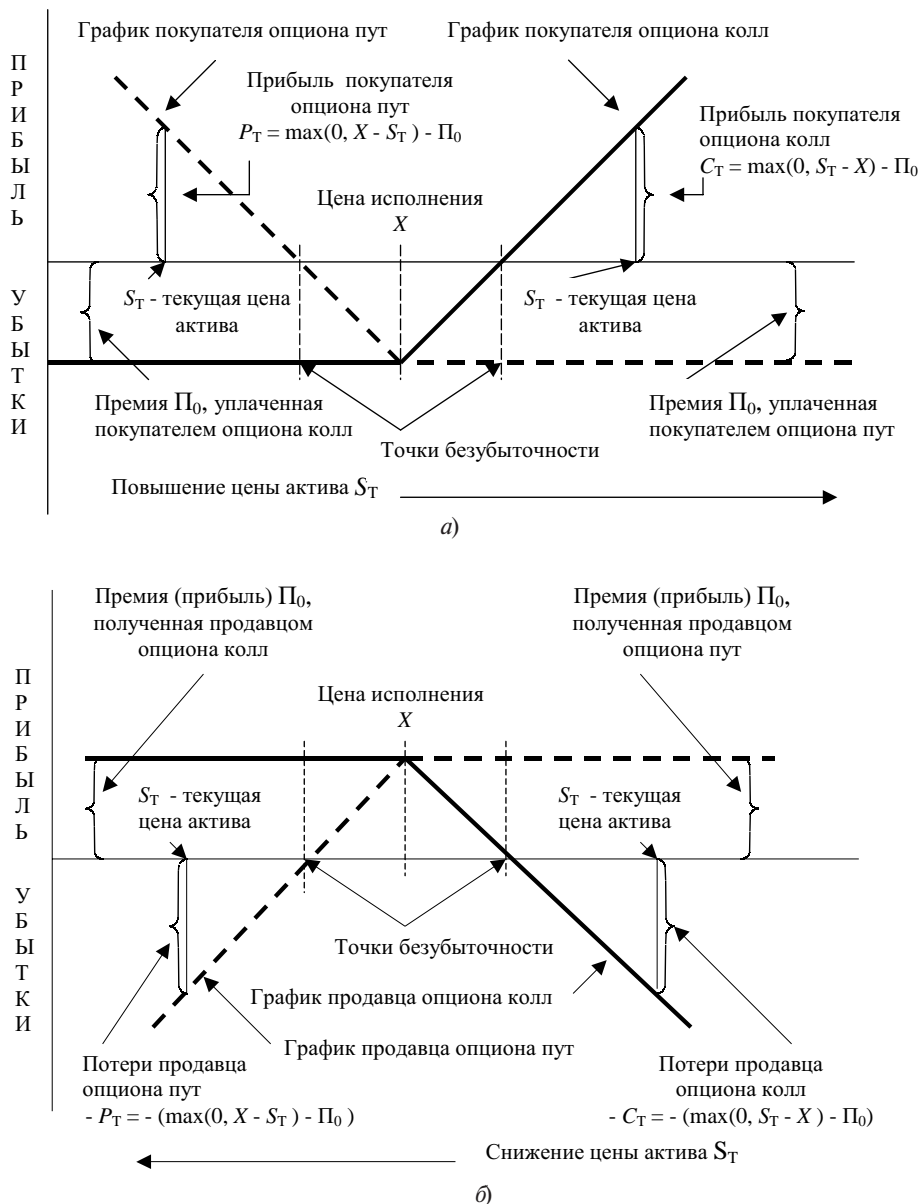 График покупателя опциона пут
График покупателя опциона колл
ПРИБЫЛЬ
Прибыль покупателя
опциона пут
P_T = max(0, X - S_T ) - П_0
Прибыль покупателя
опциона колл
C_T = max(0, S_T - X) - П_0
Цена исполнения
X
УБЫТКИ
S_T - текущая цена
актива
S_T - текущая цена
актива
Премия П_0, уплаченная
покупателем опциона колл
Точки безубыточности
Премия П_0, уплаченная
покупателем опциона пут
Повышение цены актива S_T
а)
Премия (прибыль) П_0,
полученная продавцом
опциона колл
Премия (прибыль) П_0,
полученная продавцом
опциона пут
ПРИБЫЛЬ
Цена исполнения
X
S_T - текущая
цена актива
S_T - текущая
цена актива
УБЫТКИ
Точки безубыточности
График продавца опциона колл
График продавца опциона пут
Потери продавца
опциона пут
- P_T = - (max(0, X - S_T ) - П_0 )
Потери продавца
опциона колл
- C_T = - (max(0, S_T - X ) - П_0)
Снижение цены актива S_T
б)